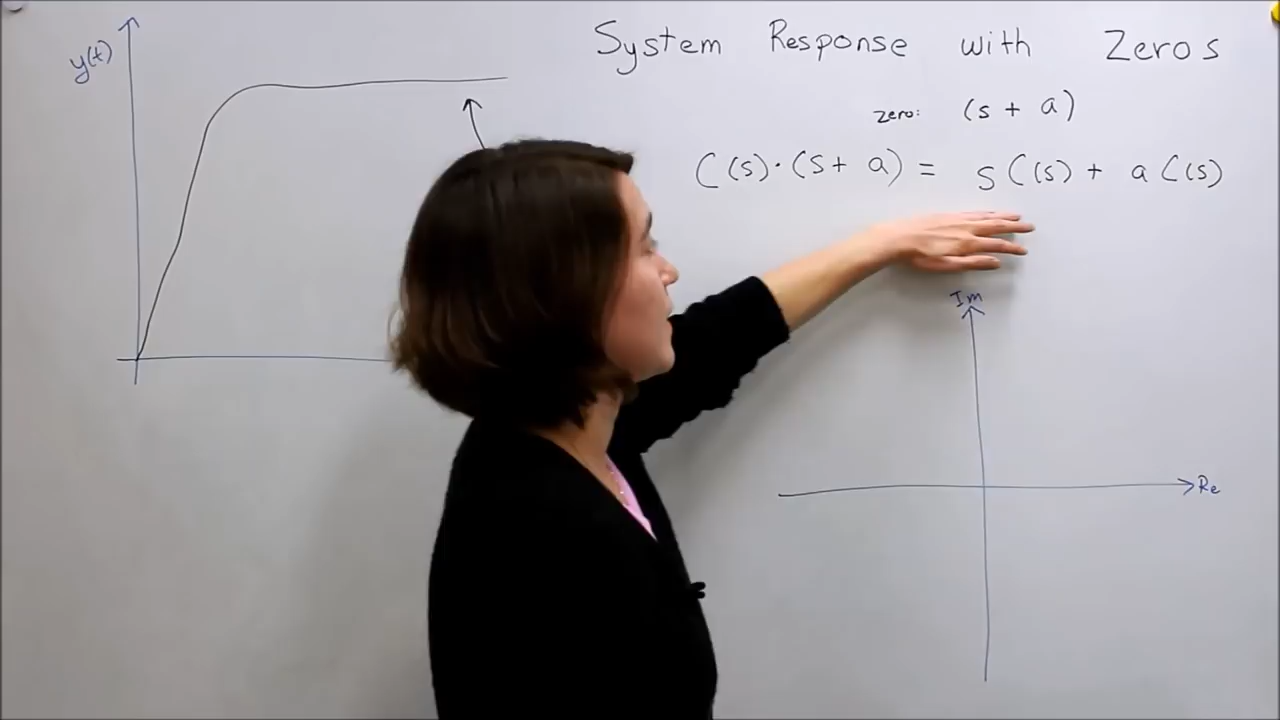 System Response with Zeros
zero: (s + a)
C(s)·(s + a) = sC(s) + aC(s)
y(t)
Im
Re